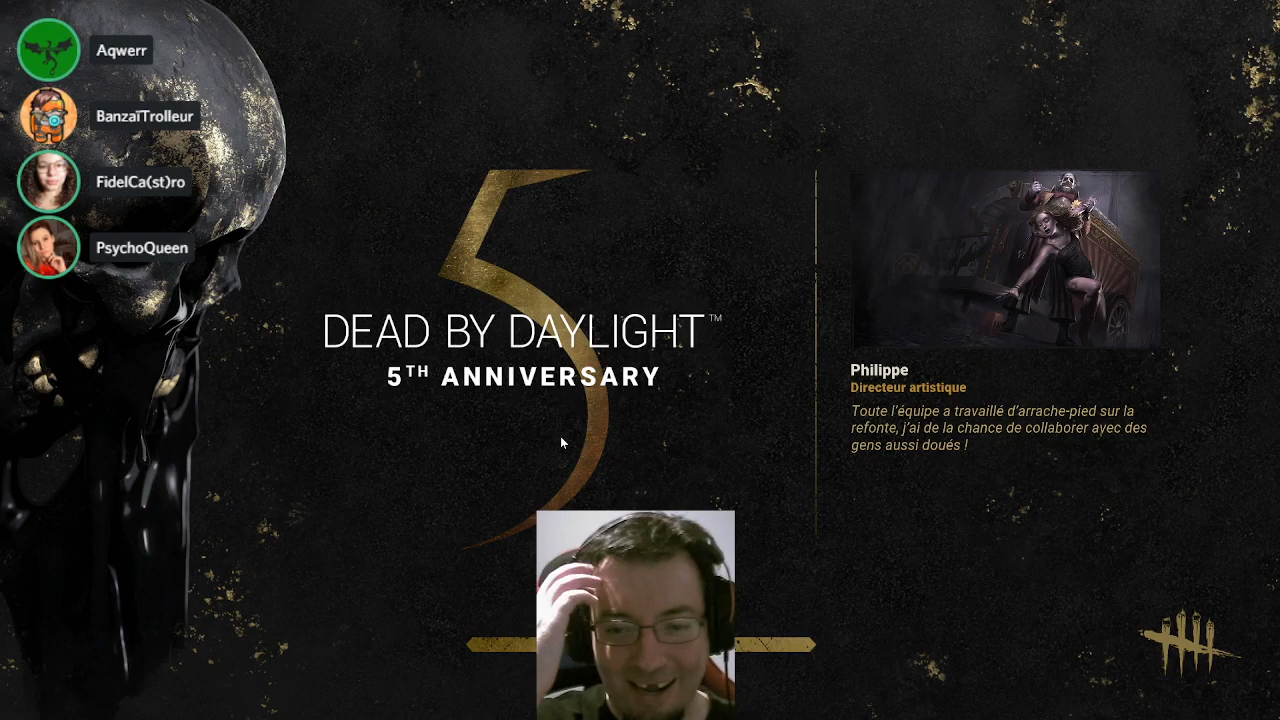 Aqwerr
BanzaïTrolleur
FidelCa(st)ro
PsychoQueen
DEAD BY DAYLIGHT™
5TH ANNIVERSARY
Philippe
Directeur artistique
Toute l'équipe a travaillé d'arrache-pied sur la
refonte, j'ai de la chance de collaborer avec des
gens aussi doués !